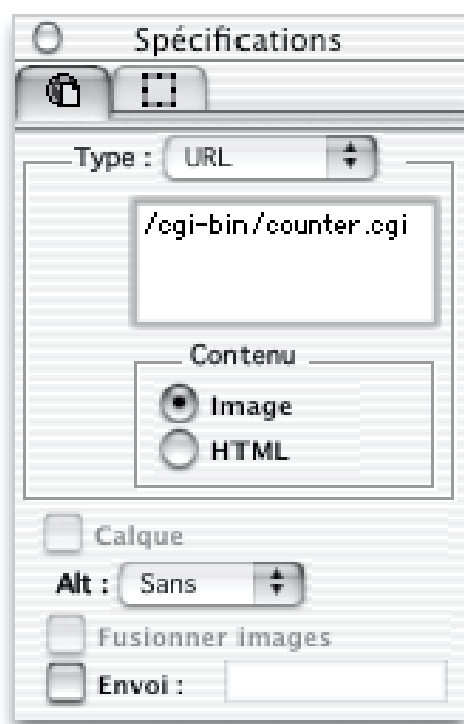 Spécifications
Type : URL
/cgi-bin/counter.cgi
Contenu
Image
HTML
Calque
Alt : Sans
Fusionner images
Envoi :